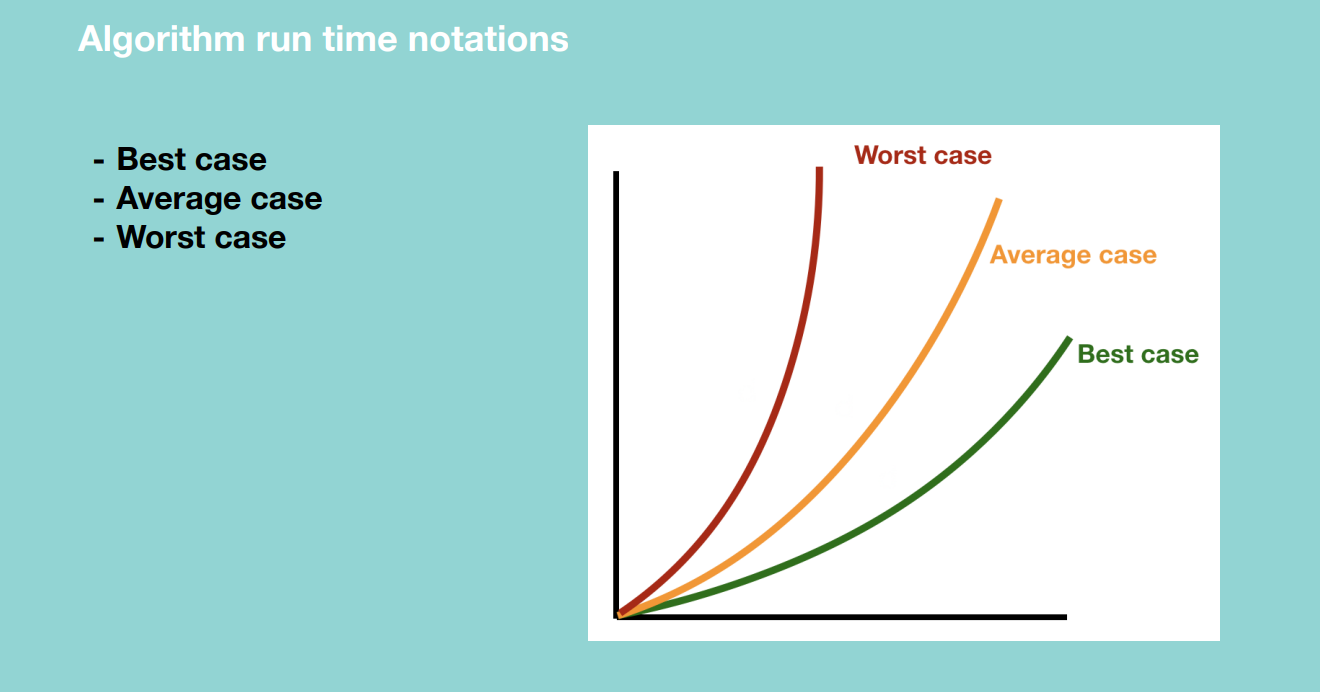 Algorithm run time notations
- Best case
- Average case
- Worst case
Worst case
Average case
Best case